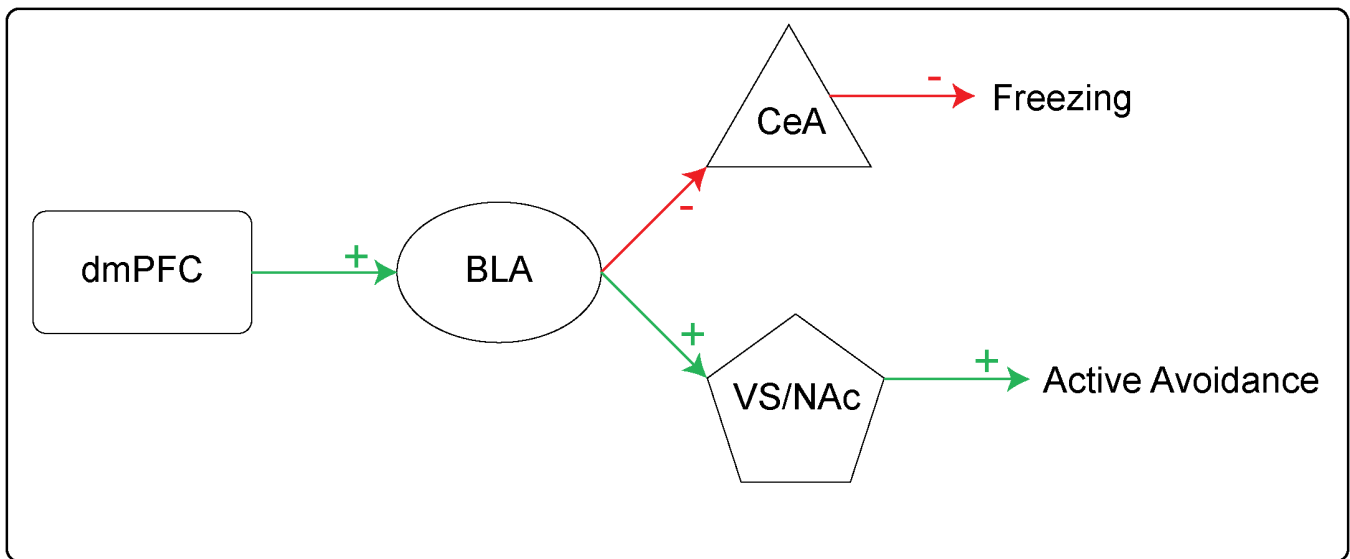 dmPFC
+
BLA
-
CeA
-
Freezing
+
VS/NAc
+
Active Avoidance